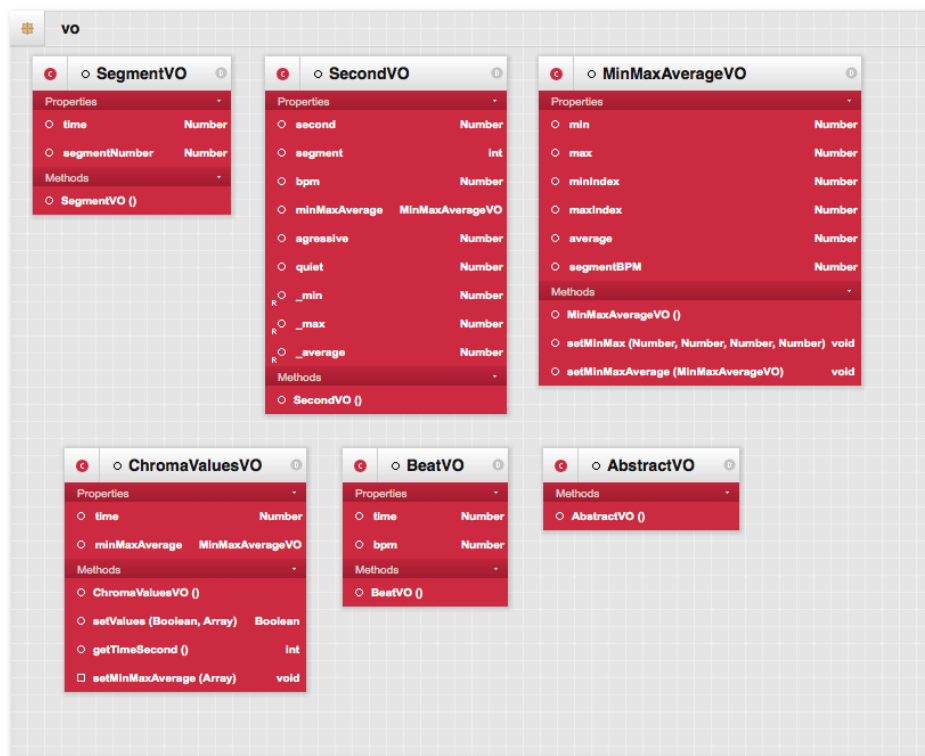 vo
C SegmentVO D
Properties
time Number
segmentNumber Number
Methods
SegmentVO ()
C SecondVO D
Properties
second Number
segment int
bpm Number
minMaxAverage MinMaxAverageVO
agressive Number
quiet Number
R _min Number
R _max Number
R _average Number
Methods
SecondVO ()
C MinMaxAverageVO D
Properties
min Number
max Number
minIndex Number
maxIndex Number
average Number
segmentBPM Number
Methods
MinMaxAverageVO ()
setMinMax (Number, Number, Number, Number) void
setMinMaxAverage (MinMaxAverageVO) void
C ChromaValuesVO D
Properties
time Number
minMaxAverage MinMaxAverageVO
Methods
ChromaValuesVO ()
setValues (Boolean, Array) Boolean
getTimeSecond () int
setMinMaxAverage (Array) void
C BeatVO D
Properties
time Number
bpm Number
Methods
BeatVO ()
C AbstractVO D
Methods
AbstractVO ()